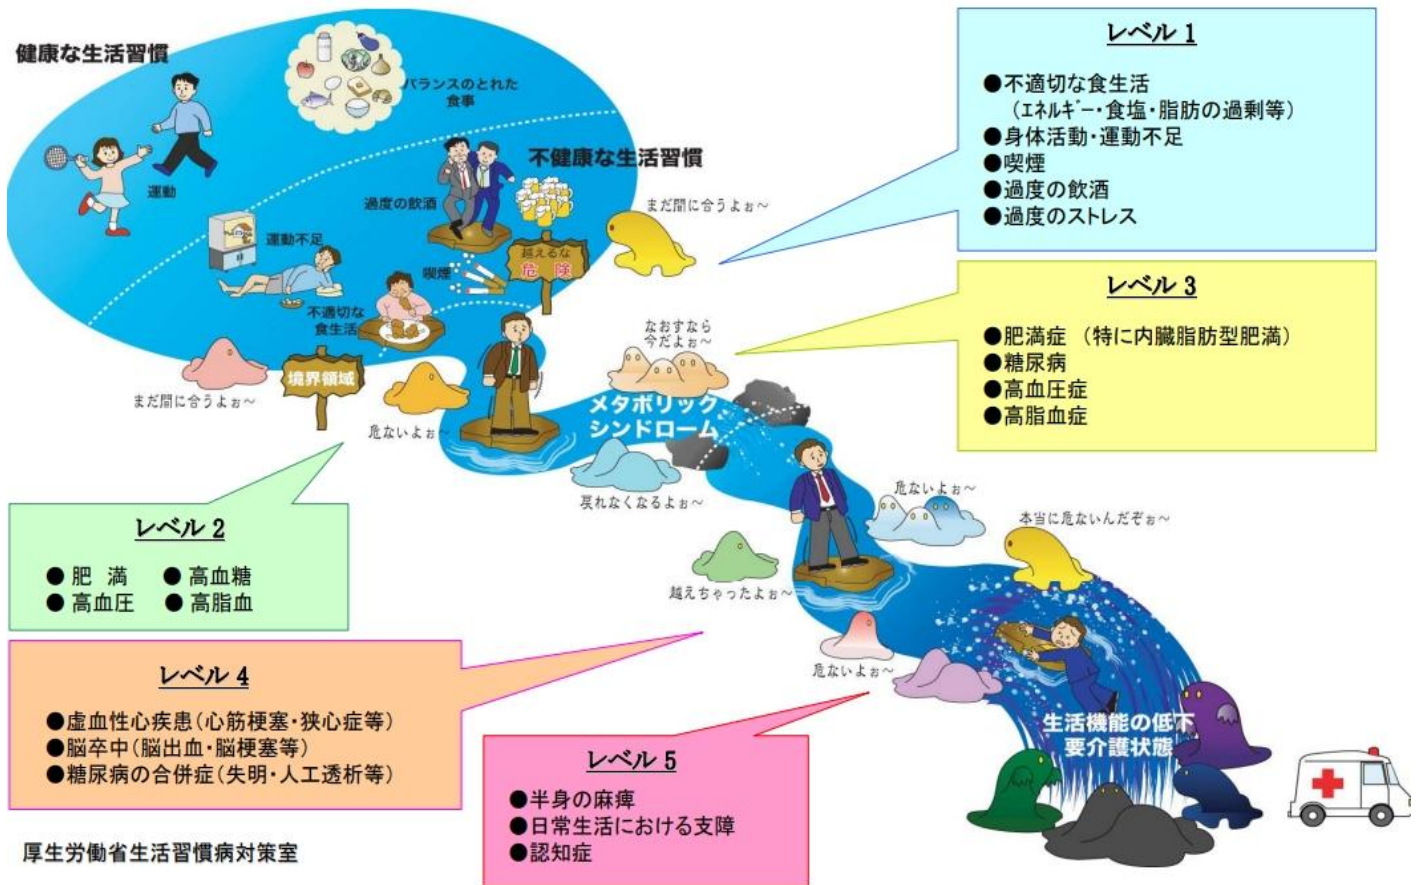 健康な生活習慣
バランスのとれた
食事
運動
不健康な生活習慣
過度の飲酒
まだ間に合うよぉ～
運動不足
喫煙
越えるな
危険
不適切な
食生活
境界領域
まだ間に合うよぉ～
危ないよぉ～
なおすなら
今だよぉ～
メタボリック
シンドローム
戻れなくなるよぉ～
危ないよぉ～
本当に危ないんだぞぉ～
越えちゃったよぉ～
危ないよぉ～
生活機能の低下
要介護状態
レベル 1
●不適切な食生活
（エネルギー・食塩・脂肪の過剰等）
●身体活動・運動不足
●喫煙
●過度の飲酒
●過度のストレス
レベル 2
● 肥 満 ● 高血糖
● 高血圧 ● 高脂血
レベル 3
●肥満症 （特に内臓脂肪型肥満）
●糖尿病
●高血圧症
●高脂血症
レベル 4
●虚血性心疾患（心筋梗塞・狭心症等）
●脳卒中（脳出血・脳梗塞等）
●糖尿病の合併症（失明・人工透析等）
レベル 5
●半身の麻痺
●日常生活における支障
●認知症
厚生労働省生活習慣病対策室